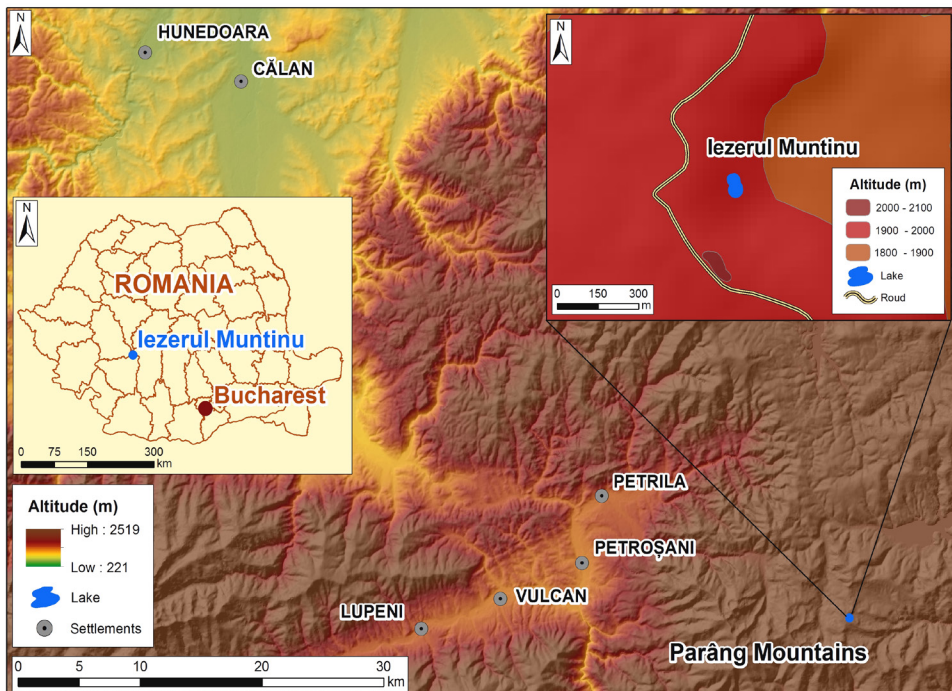 N
HUNEDOARA
CĂLAN
N
Iezerul Muntinu
Altitude (m)
2000 - 2100
1900 - 2000
1800 - 1900
Lake
Roud
0 150 300
m
N
ROMANIA
Iezerul Muntinu
Bucharest
0 75 150 300
km
Altitude (m)
High : 2519
Low : 221
Lake
Settlements
PETRILA
PETROȘANI
VULCAN
LUPENI
Parâng Mountains
0 5 10 20 30
km